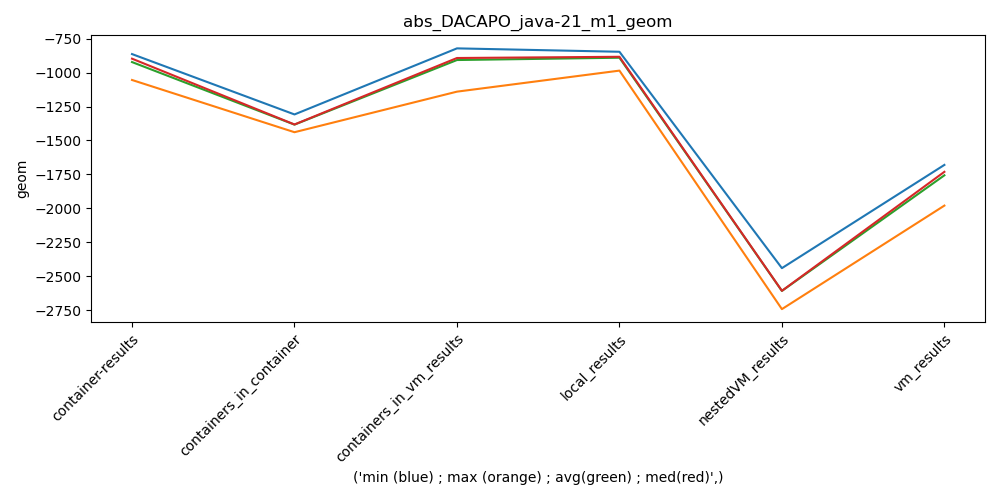 abs_DACAPO_java-21_m1_geom
−750
−1000
−1250
−1500
−1750
−2000
−2250
−2500
−2750
geom
container-results
containers_in_container
containers_in_vm_results
local_results
nestedVM_results
vm_results
('min (blue) ; max (orange) ; avg(green) ; med(red)',)